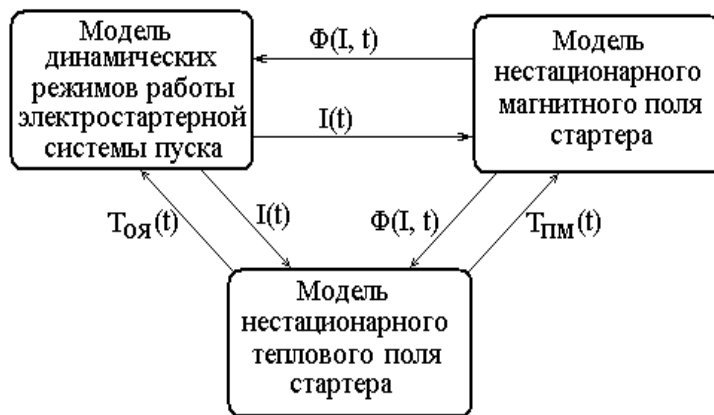 Модель
динамических
режимов работы
электростартерной
системы пуска
Φ(I, t)
I(t)
Модель
нестационарного
магнитного поля
стартера
Tоя(t)
I(t)
Φ(I, t)
Tпм(t)
Модель
нестационарного
теплового поля
стартера